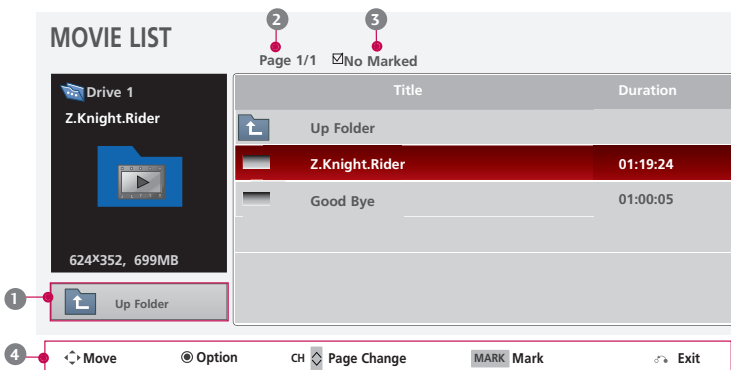 2 3
MOVIE LIST
Page 1/1 ☑No Marked
Drive 1
Z.Knight.Rider
624x352, 699MB
Title Duration
Up Folder
Z.Knight.Rider 01:19:24
Good Bye 01:00:05
1 Up Folder
4 Move Option CH Page Change MARK Mark Exit